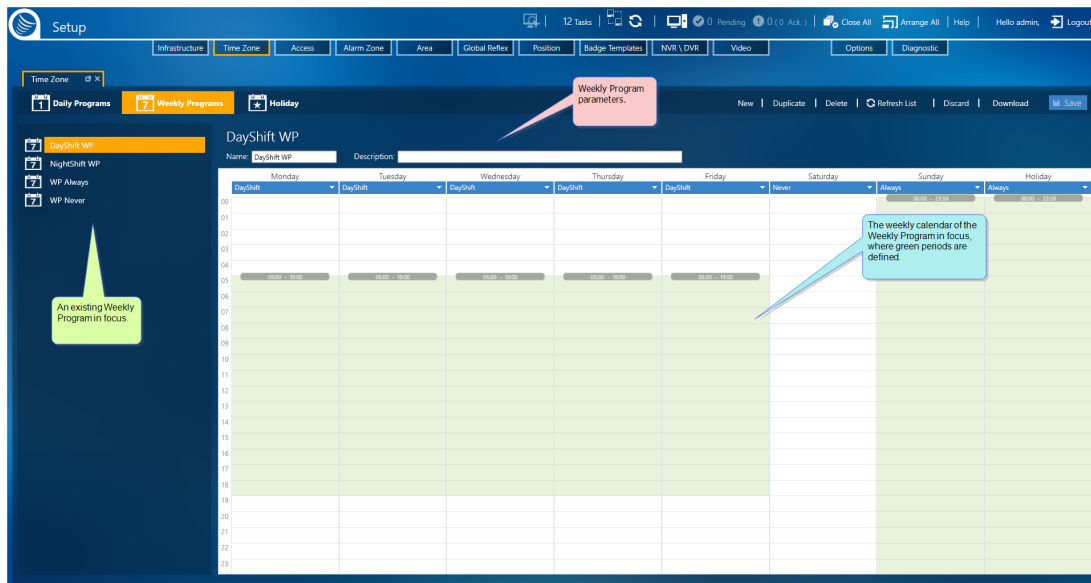 Setup
12 Tasks
0 Pending
0 ( 0 Ack. )
Close All
Arrange All
Help
Hello admin,
Logout
Infrastructure
Time Zone
Access
Alarm Zone
Area
Global Reflex
Position
Badge Templates
NVR \ DVR
Video
Options
Diagnostic
Time Zone
1 Daily Programs
7 Weekly Programs
Holiday
New
Duplicate
Delete
Refresh List
Discard
Download
Save
Weekly Program
parameters.
7 DayShift WP
7 NightShift WP
7 WP Always
7 WP Never
An existing Weekly
Program in focus.
DayShift WP
Name: DayShift WP
Description:
Monday Tuesday Wednesday Thursday Friday Saturday Sunday Holiday
DayShift DayShift DayShift DayShift DayShift Never Always Always
00 00:00 - 23:59 00:00 - 23:59
01
02
03
04
05 05:00 - 19:00 05:00 - 19:00 05:00 - 19:00 05:00 - 19:00 05:00 - 19:00
06
07
08
09
10
11
12
13
14
15
16
17
18
19
20
21
22
23
The weekly calendar of the
Weekly Program in focus,
where green periods are
defined.